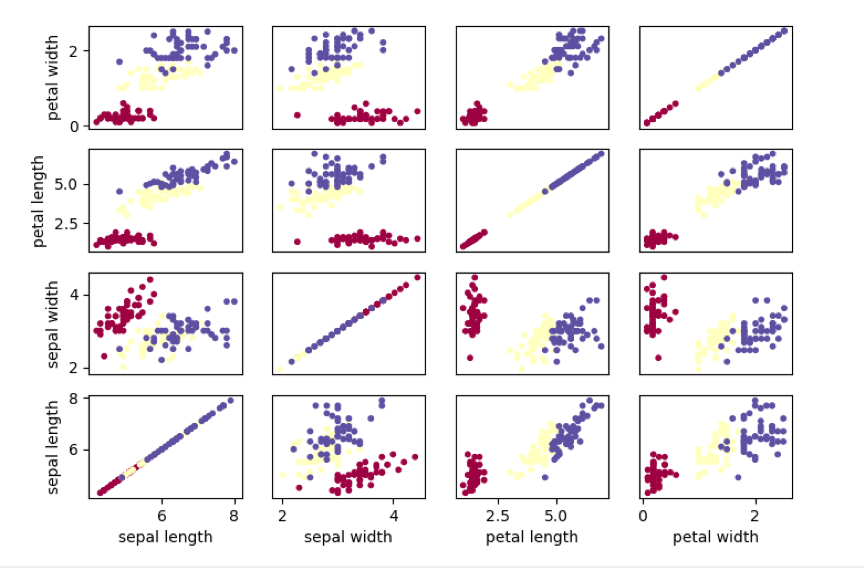 petal width
2
0
petal length
5.0
2.5
sepal width
4
2
sepal length
8
6
6 8 2 4 2.5 5.0 0 2
sepal length sepal width petal length petal width